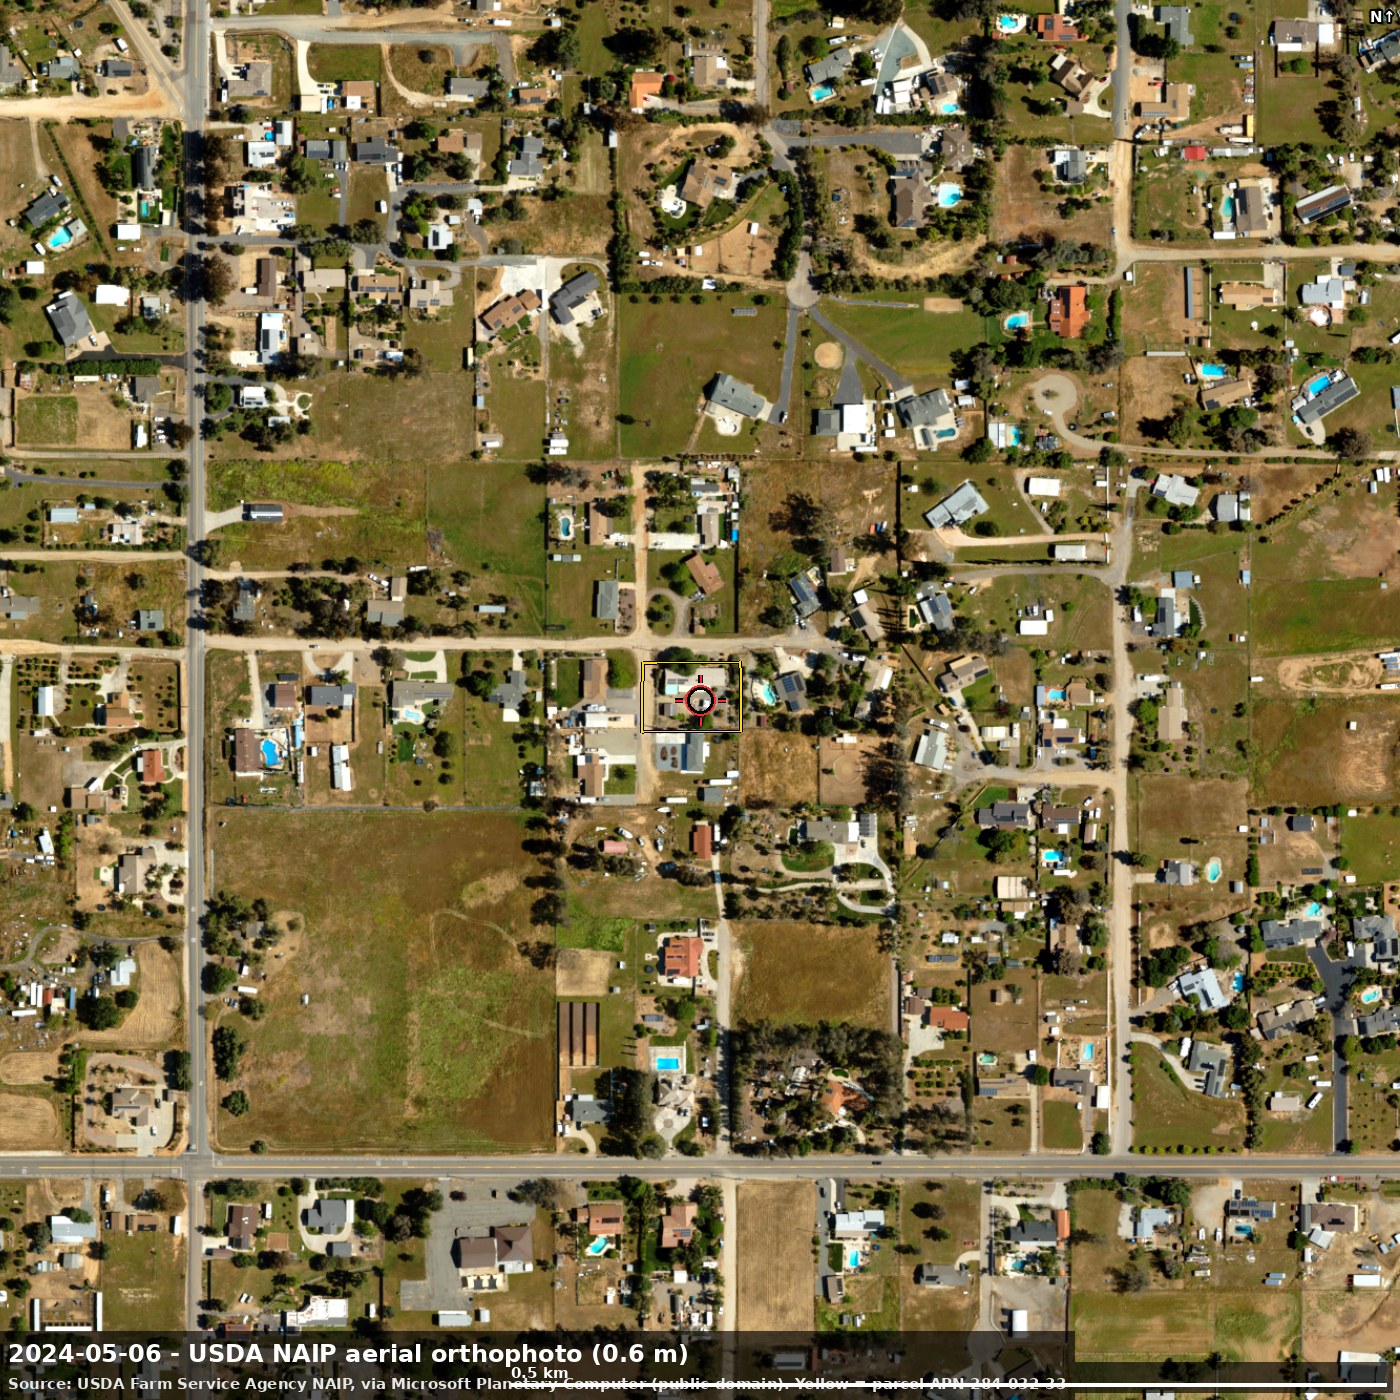 N↑
2024-05-06 - USDA NAIP aerial orthophoto (0.6 m)
0.5 km
Source: USDA Farm Service Agency NAIP, via Microsoft Planetary Computer (public domain). Yellow = parcel APN 284-032-33